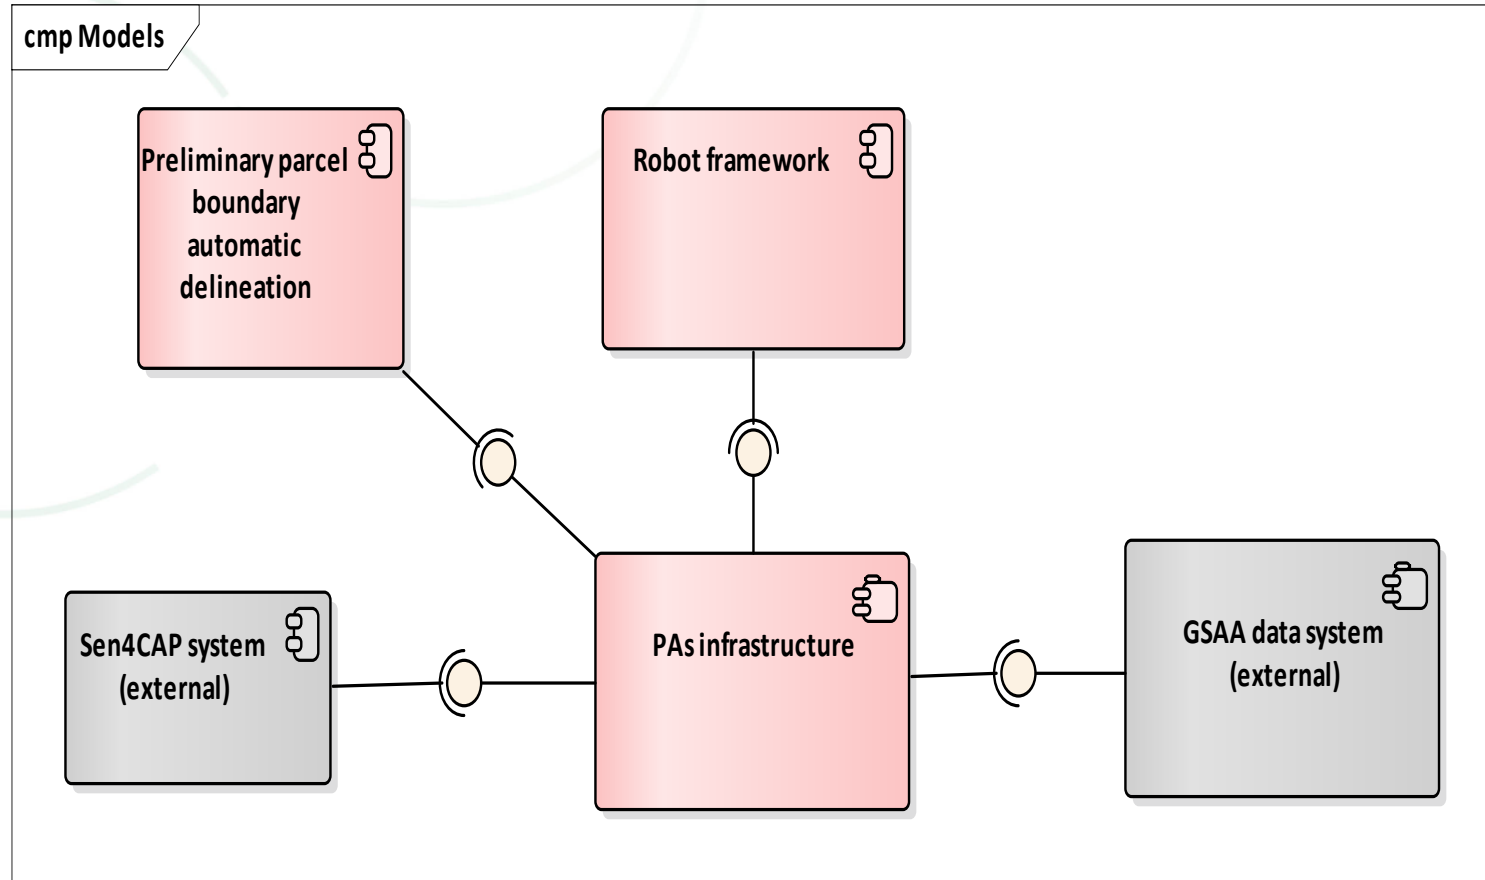 cmp Models
Preliminary parcel
boundary
automatic
delineation
Robot framework
Sen4CAP system
(external)
PAs infrastructure
GSAA data system
(external)